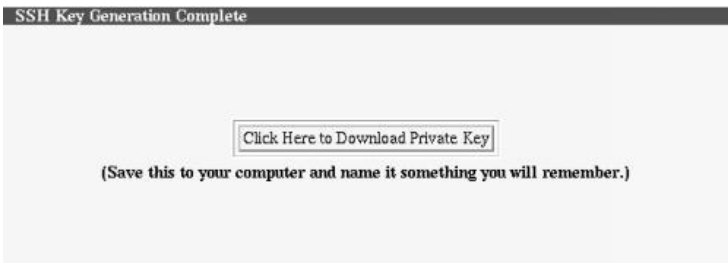 SSH Key Generation Complete
Click Here to Download Private Key
(Save this to your computer and name it something you will remember.)